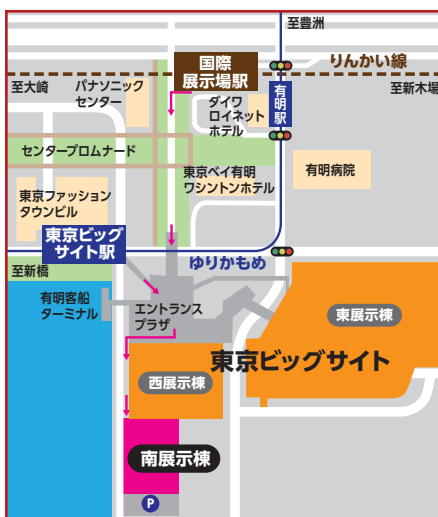 至豊洲
国際
展示場駅
りんかい線
至大崎
パナソニック
センター
ダイワ
ロイネット
ホテル
有明駅
至新木場
センタープロムナード
東京ベイ有明
ワシントンホテル
有明病院
東京ファッション
タウンビル
東京ビッグ
サイト駅
ゆりかもめ
至新橋
有明客船
ターミナル
エントランス
プラザ
東展示棟
東京ビッグサイト
西展示棟
南展示棟
P